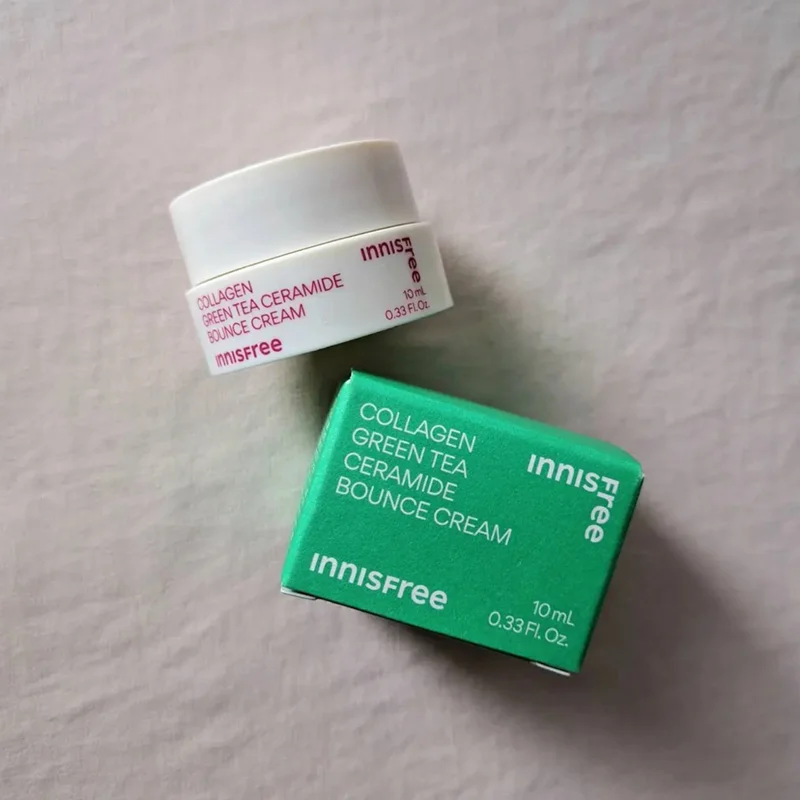 COLLAGEN
GREEN TEA CERAMIDE
BOUNCE CREAM
INNISFree
INNISFree
10 mL
0.33 Fl.Oz.
COLLAGEN
GREEN TEA
CERAMIDE
BOUNCE CREAM
INNISFree
INNISFree
10 mL
0.33 Fl. Oz.